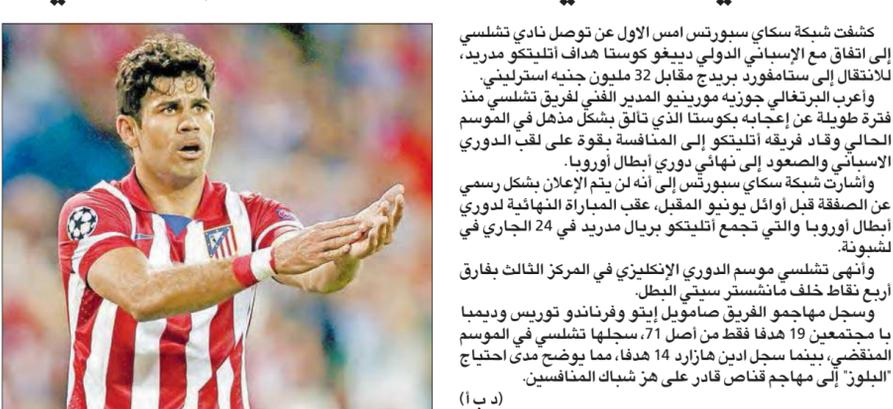 كشفت شبكة سكاي سبورتس امس الاول عن توصل نادي تشلسي
إلى اتفاق مع الإسباني الدولي دييغو كوستا هداف أتليتكو مدريد،
للانتقال إلى ستامفورد بريدج مقابل 32 مليون جنيه استرليني.
وأعرب البرتغالي جوزيه مورينيو المدير الفني لفريق تشلسي منذ
فترة طويلة عن إعجابه بكوستا الذي تألق بشكل مذهل في الموسم
الحالي وقاد فريقه أتليتكو إلى المنافسة بقوة على لقب الدوري
الاسباني والصعود إلى نهائي دوري أبطال أوروبا.
وأشارت شبكة سكاي سبورتس إلى أنه لن يتم الإعلان بشكل رسمي
عن الصفقة قبل أوائل يونيو المقبل، عقب المباراة النهائية لدوري
أبطال أوروبا والتي تجمع أتليتكو بريال مدريد في 24 الجاري في
لشبونة.
وأنهى تشلسي موسم الدوري الإنكليزي في المركز الثالث بفارق
أربع نقاط خلف مانشستر سيتي البطل.
وسجل مهاجمو الفريق صامويل إيتو وفرناندو توريس وديمبا
با مجتمعين 19 هدفا فقط من أصل 71، سجلها تشلسي في الموسم
المنقضي، بينما سجل ادين هازارد 14 هدفا، مما يوضح مدى احتياج
"البلوز" إلى مهاجم قناص قادر على هز شباك المنافسين.
(د ب أ)